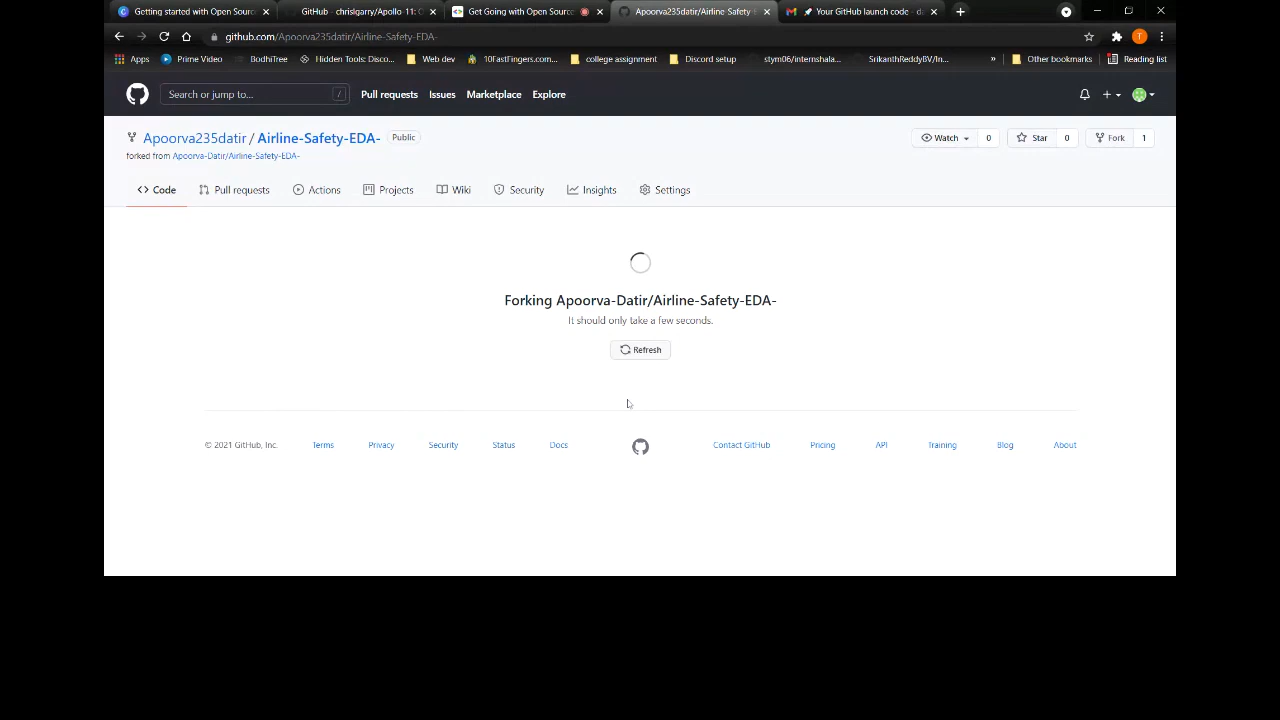 Getting started with Open Sourc
GitHub - chrislgarry/Apollo-11: O
Get Going with Open Source
Apoorva235datir/Airline-Safety-E
Your GitHub launch code - d
github.com/Apoorva235datir/Airline-Safety-EDA-
T
Apps
Prime Video
BodhiTree
Hidden Tools: Disco...
Web dev
10FastFingers.com...
college assignment
Discord setup
stym06/internshala...
SrikanthReddyBV/In...
»
Other bookmarks
Reading list
Search or jump to... /
Pull requests Issues Marketplace Explore
Apoorva235datir / Airline-Safety-EDA- Public
Watch 0 Star 0 Fork 1
forked from Apoorva-Datir/Airline-Safety-EDA-
Code Pull requests Actions Projects Wiki Security Insights Settings
Forking Apoorva-Datir/Airline-Safety-EDA-
It should only take a few seconds.
Refresh
© 2021 GitHub, Inc. Terms Privacy Security Status Docs Contact GitHub Pricing API Training Blog About